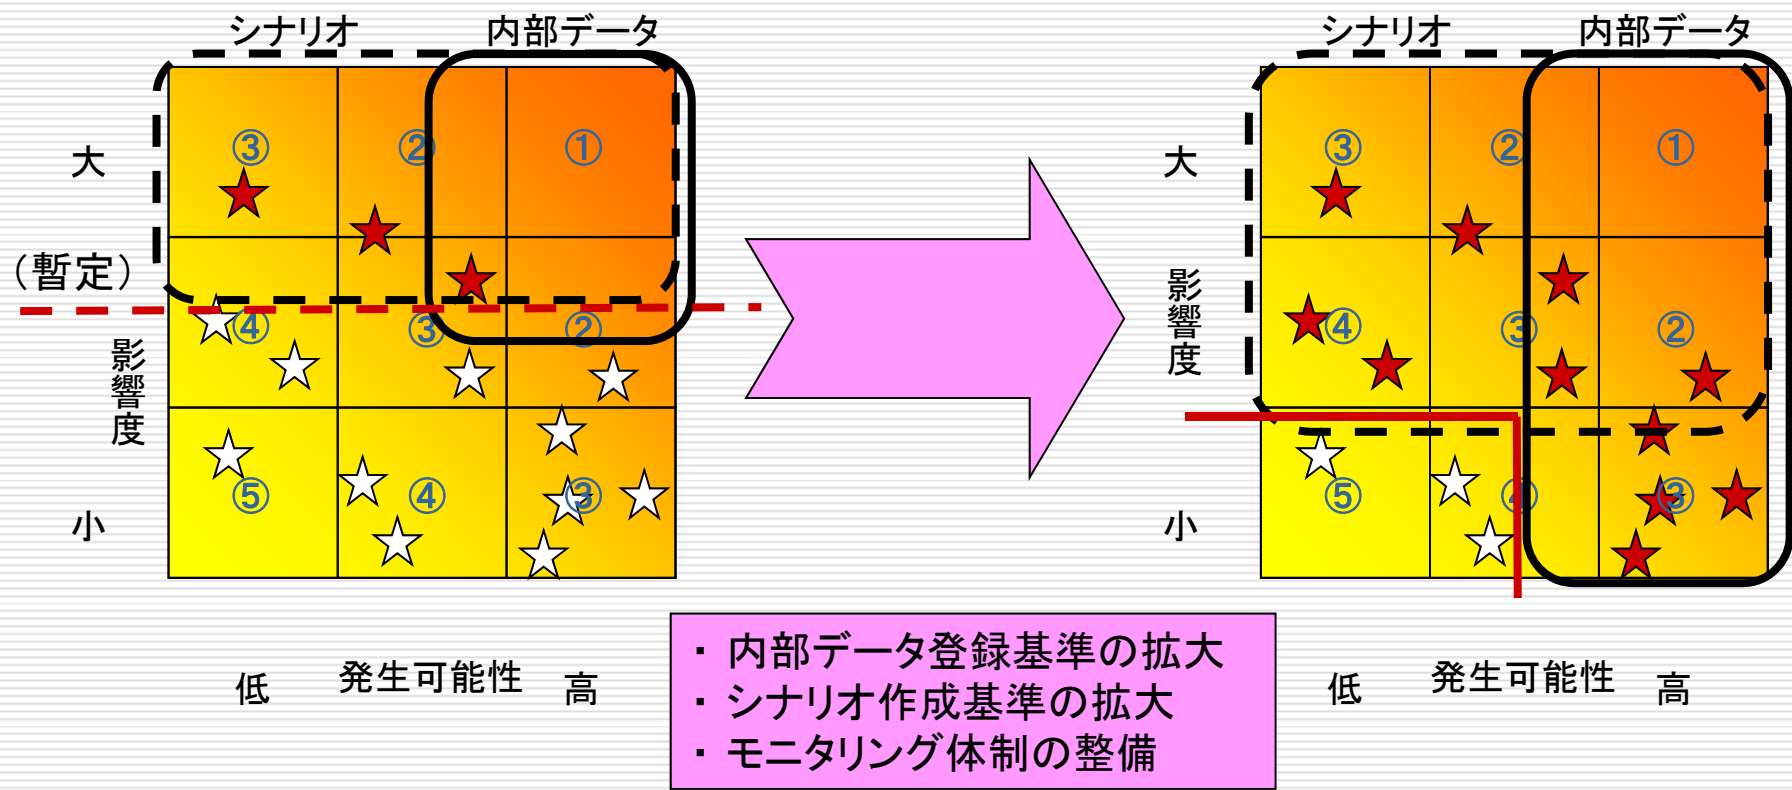 シナリオ
内部データ
③
②
①
大
(暫定)
④
③
②
影響度
⑤
④
③
小
低
発生可能性
高
シナリオ
内部データ
③
②
①
大
影響度
④
③
②
⑤
④
③
小
低
発生可能性
高
・ 内部データ登録基準の拡大
・ シナリオ作成基準の拡大
・ モニタリング体制の整備